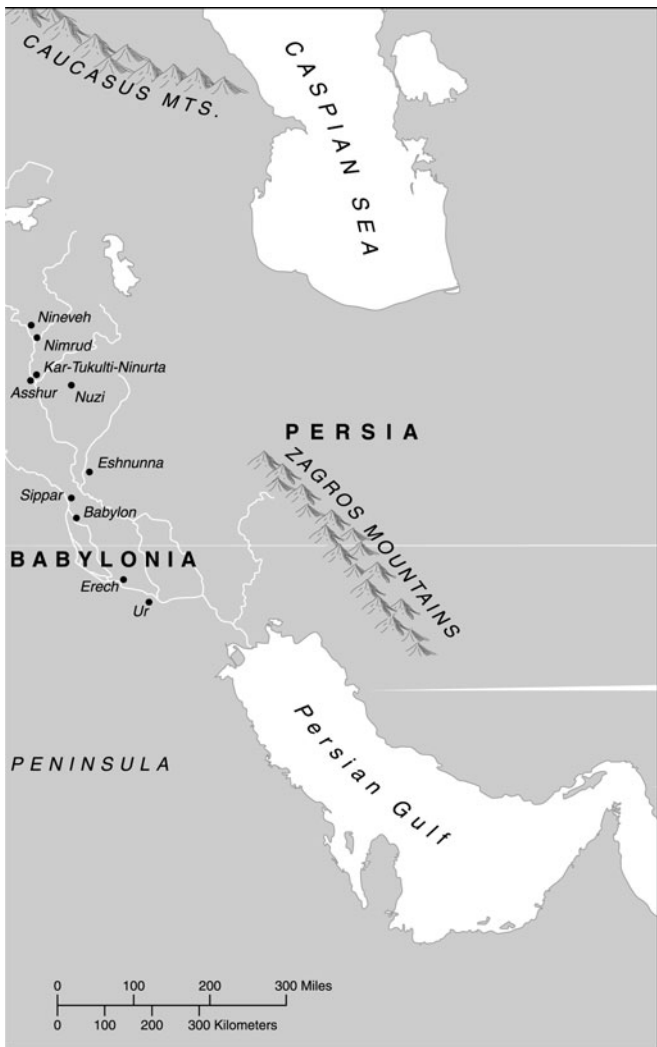 CAUCASUS MTS.
CASPIAN SEA
Nineveh
Nimrud
Kar-Tukulti-Ninurta
Asshur
Nuzi
PERSIA
ZAGROS MOUNTAINS
Eshnunna
Sippar
Babylon
BABYLONIA
Erech
Ur
Persian Gulf
PENINSULA
0 100 200 300 Miles
0 100 200 300 Kilometers